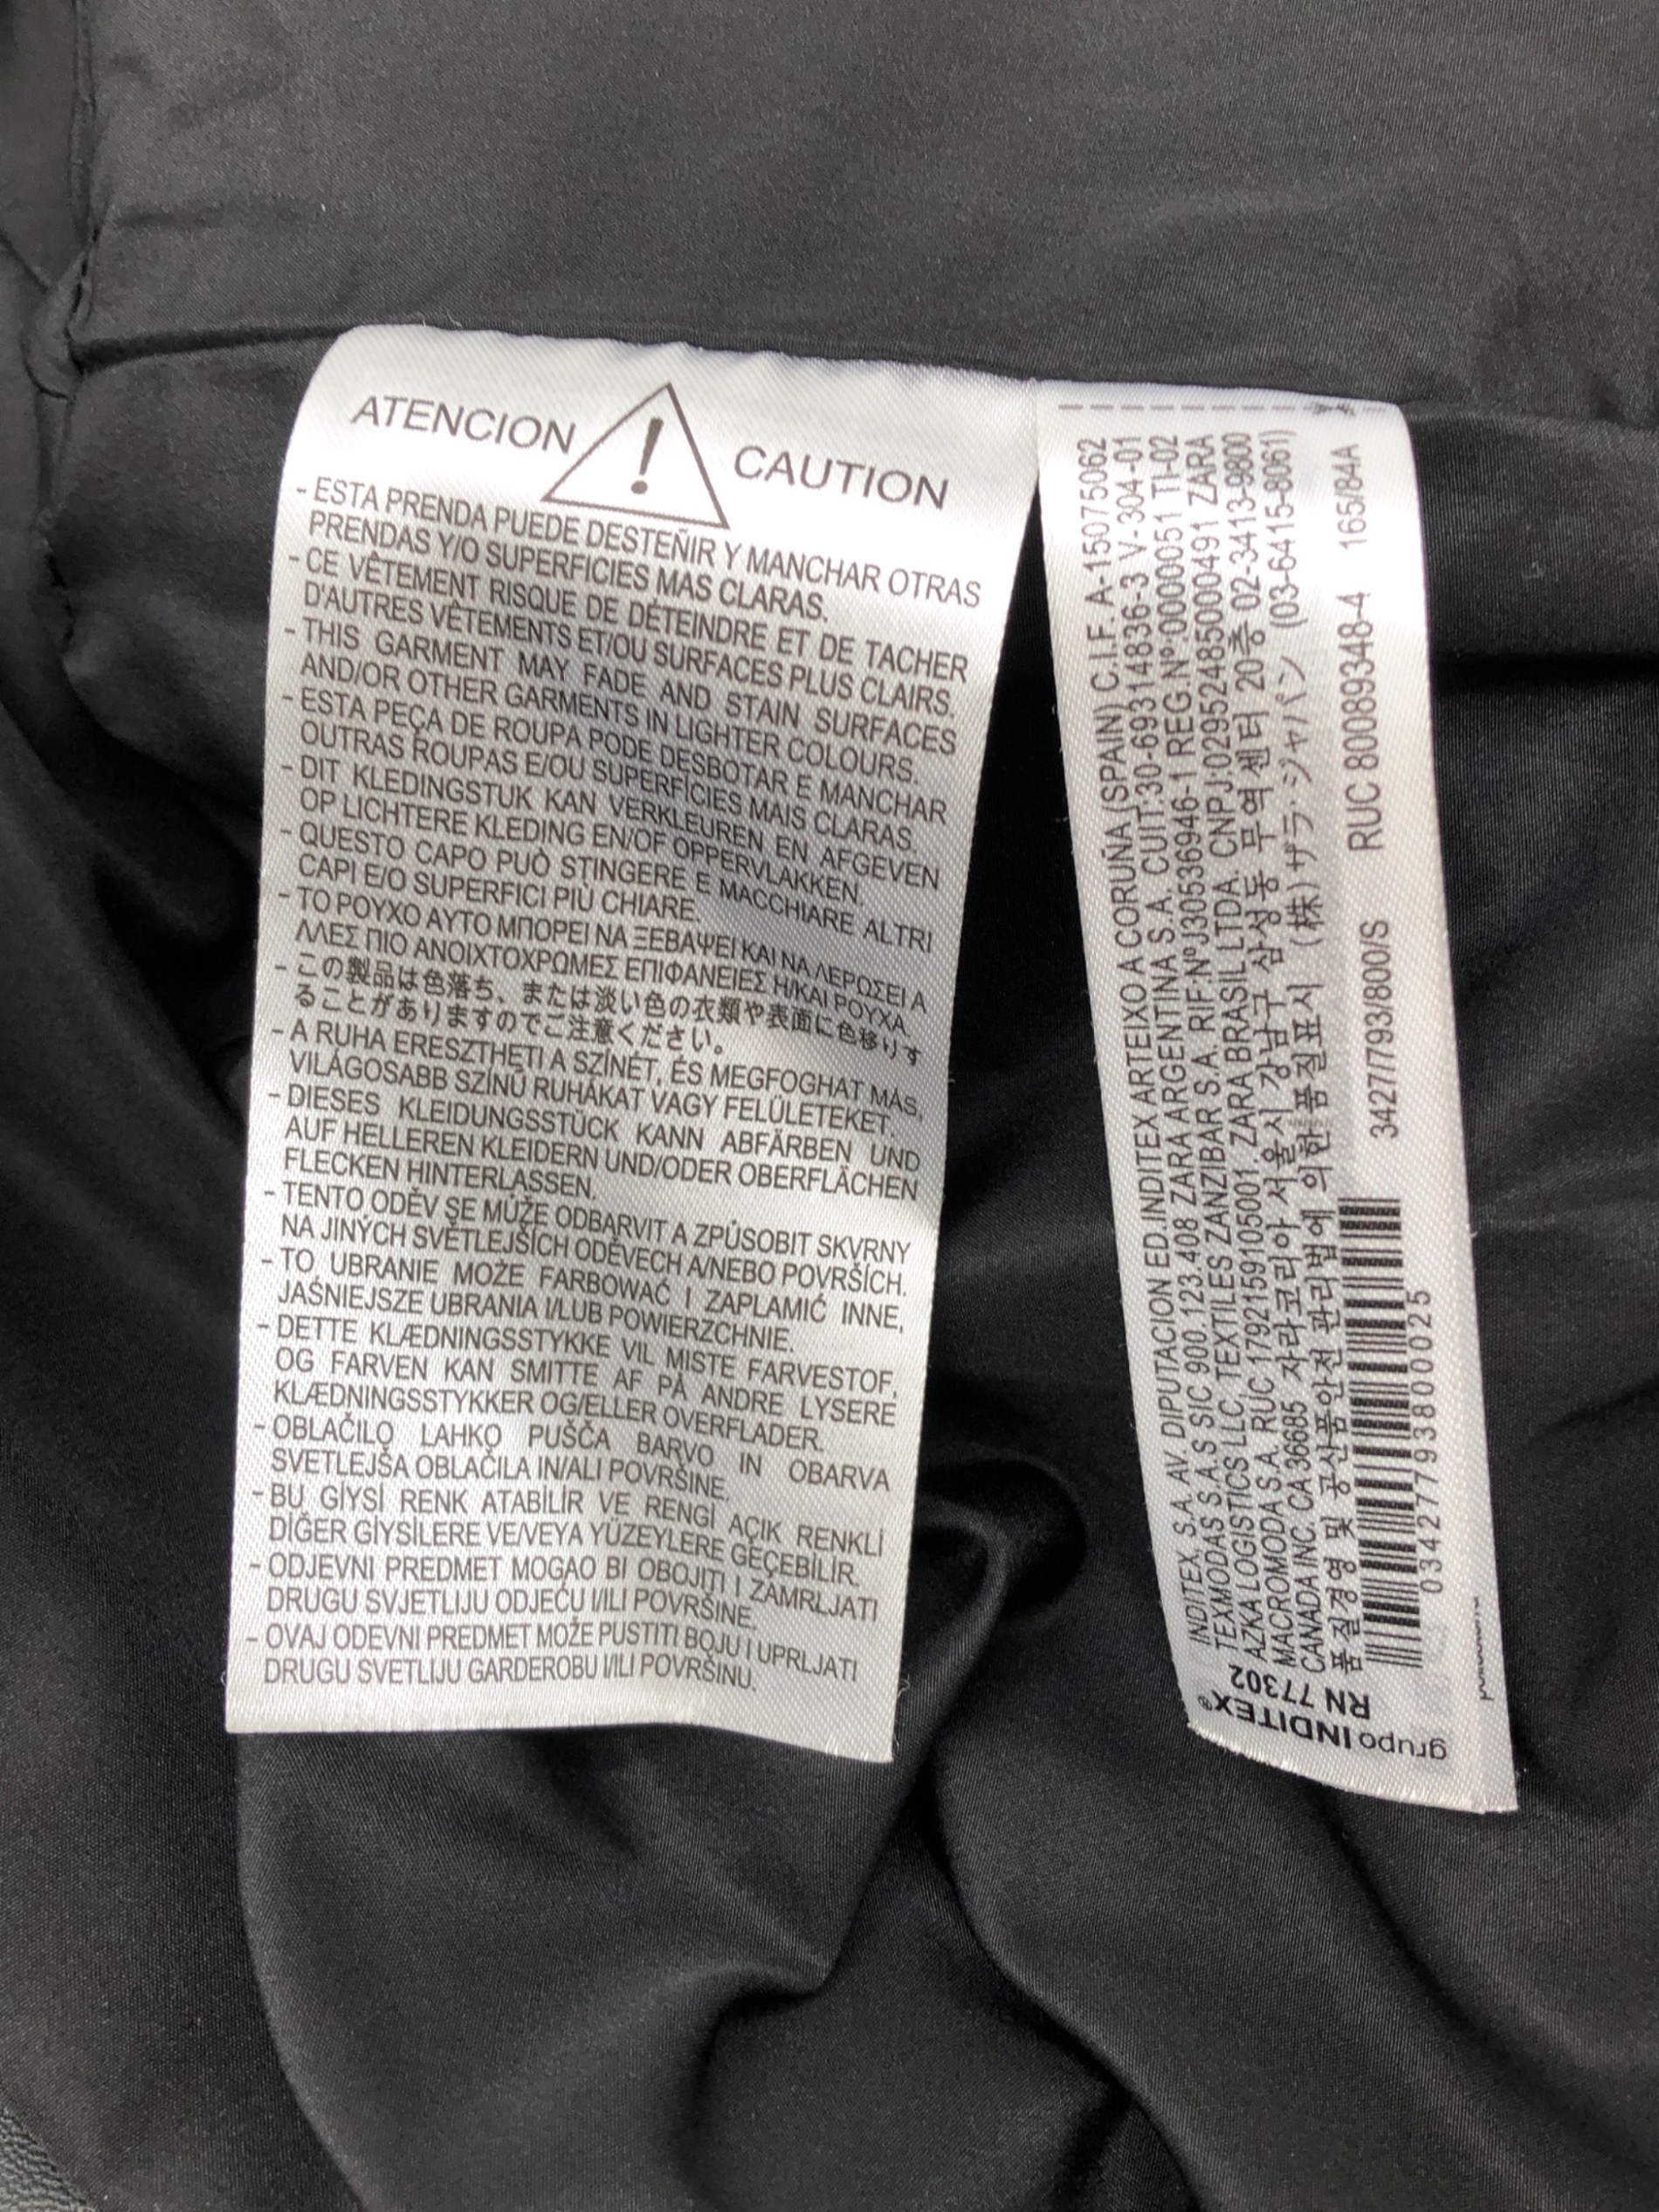 ATENCION ! CAUTION
- ESTA PRENDA PUEDE DESTEÑIR Y MANCHAR OTRAS
PRENDAS Y/O SUPERFICIES MAS CLARAS.
- CE VÊTEMENT RISQUE DE DÉTEINDRE ET DE TACHER
D'AUTRES VÊTEMENTS ET/OU SURFACES PLUS CLAIRS.
- THIS GARMENT MAY FADE AND STAIN SURFACES
AND/OR OTHER GARMENTS IN LIGHTER COLOURS.
- ESTA PEÇA DE ROUPA PODE DESBOTAR E MANCHAR
OUTRAS ROUPAS E/OU SUPERFÍCIES MAIS CLARAS.
- DIT KLEDINGSTUK KAN VERKLEUREN EN AFGEVEN
OP LICHTERE KLEDING EN/OF OPPERVLAKKEN.
- QUESTO CAPO PUÒ STINGERE E MACCHIARE ALTRI
CAPI E/O SUPERFICI PIÙ CHIARE.
- ΤΟ ΡΟΥΧΟ ΑΥΤΟ ΜΠΟΡΕΙ ΝΑ ΞΕΒΑΨΕΙ ΚΑΙ ΝΑ ΛΕΡΩΣΕΙ Α
ΛΛΕΣ ΠΙΟ ΑΝΟΙΧΤΟΧΡΩΜΕΣ ΕΠΙΦΑΝΕΙΕΣ Η/ΚΑΙ ΡΟΥΧΑ.
- この製品は色落ち、または淡い色の衣類や表面に色移りす
ることがありますのでご注意ください。
- A RUHA ERESZTHETI A SZÍNÉT, ÉS MEGFOGHAT MÁS,
VILÁGOSABB SZÍNŰ RUHÁKAT VAGY FELÜLETEKET.
- DIESES KLEIDUNGSSTÜCK KANN ABFÄRBEN UND
AUF HELLEREN KLEIDERN UND/ODER OBERFLÄCHEN
FLECKEN HINTERLASSEN.
- TENTO ODĚV SE MŮŽE ODBARVIT A ZPŮSOBIT SKVRNY
NA JINÝCH SVĚTLEJŠÍCH ODĚVECH A/NEBO POVRŠÍCH.
- TO UBRANIE MOŻE FARBOWAĆ I ZAPLAMIĆ INNE,
JAŚNIEJSZE UBRANIA I/LUB POWIERZCHNIE.
- DETTE KLÆDNINGSSTYKKE VIL MISTE FARVESTOF,
OG FARVEN KAN SMITTE AF PÅ ANDRE LYSERE
KLÆDNINGSSTYKKER OG/ELLER OVERFLADER.
- OBLAČILO LAHKO PUŠČA BARVO IN OBARVA
SVETLEJŠA OBLAČILA IN/ALI POVRŠINE.
- BU GİYSİ RENK ATABİLİR VE RENGİ AÇIK RENKLİ
DİĞER GİYSİLERE VE/VEYA YÜZEYLERE GEÇEBİLİR.
- ODJEVNI PREDMET MOGAO BI OBOJITI I ZAMRLJATI
DRUGU SVJETLIJU ODJEĆU I/ILI POVRŠINE.
- OVAJ ODEVNI PREDMET MOŽE PUSTITI BOJU I UPRLJATI
DRUGU SVETLIJU GARDEROBU I/ILI POVRŠINU.
grupo INDITEX®
RN 77302
INDITEX, S.A. AV. DIPUTACION ED.INDITEX ARTEIXO A CORUÑA (SPAIN) C.I.F. A-15075062
TEXMODAS S.A.S SIC 900.123.408 ZARA ARGENTINA S.A. CUIT:30-69314836-3 V-304-01
AZKA LOGISTICS LLC, TEXTILES ZANZIBAR S.A. RIF:NºJ30536946-1 REG.Nº:0000051 TI-02
MACROMODA S.A. RUC 1792159105001. ZARA BRASIL LTDA. CNPJ:02952485000491 ZARA
CANADA INC. CA 36685 자라코리아 서울시 강남구 삼성동 무역센터 20층 02-3413-9800
품질경영 및 공산품안전관리법에 의한 품질표시 (株)ザラ・ジャパン (03-6415-8061)
3427/793/800/S RUC 80089348-4 165/84A
03427793800025